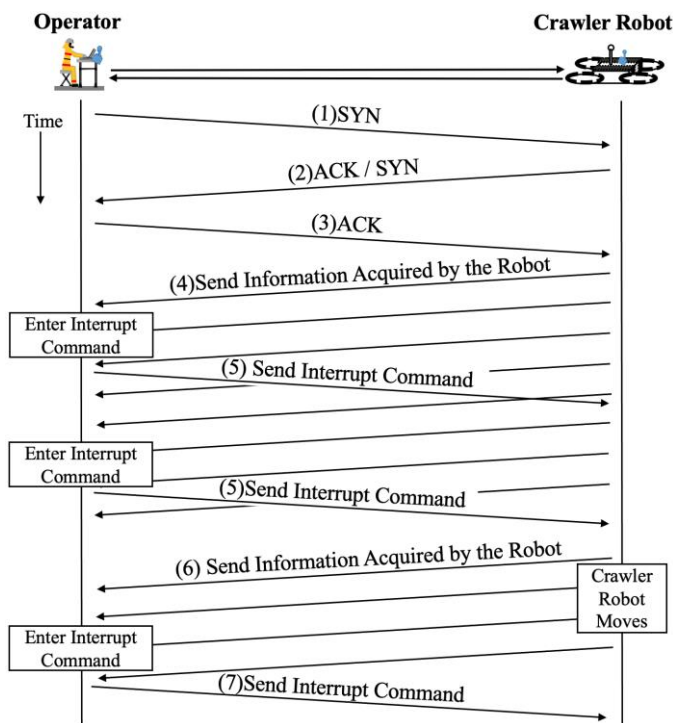 Operator
Crawler Robot
Time
(1)SYN
(2)ACK / SYN
(3)ACK
(4)Send Information Acquired by the Robot
Enter Interrupt
Command
(5) Send Interrupt Command
Enter Interrupt
Command
(5)Send Interrupt Command
(6) Send Information Acquired by the Robot
Crawler
Robot
Moves
Enter Interrupt
Command
(7)Send Interrupt Command